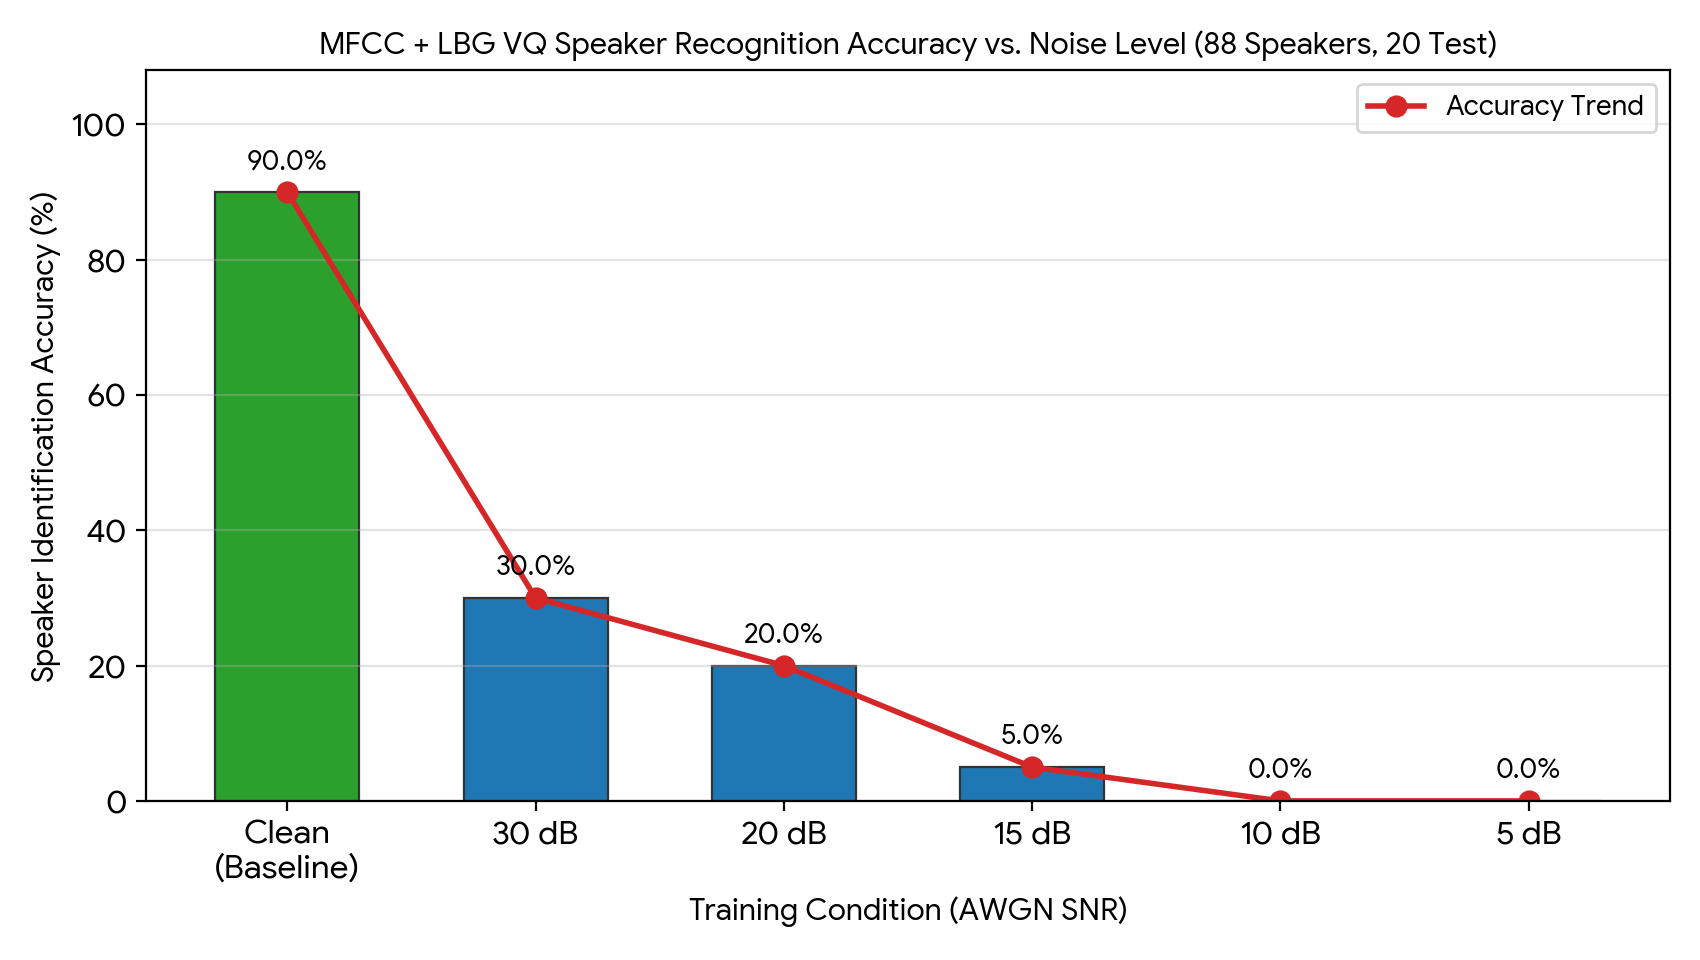 MFCC + LBG VQ Speaker Recognition Accuracy vs. Noise Level (88 Speakers, 20 Test)
Accuracy Trend
Speaker Identification Accuracy (%)
100
80
60
40
20
0
90.0%
30.0%
20.0%
5.0%
0.0%
0.0%
Clean
(Baseline)
30 dB
20 dB
15 dB
10 dB
5 dB
Training Condition (AWGN SNR)